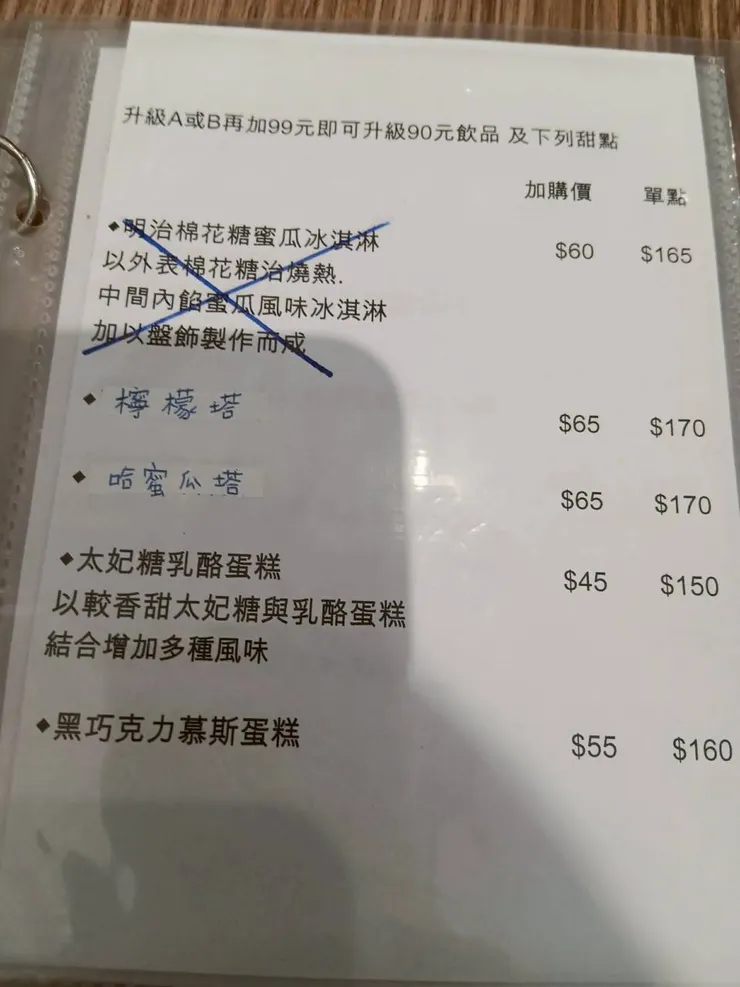 升級A或B再加99元即可升級90元飲品 及下列甜點
加購價 單點
◆明治棉花糖蜜瓜冰淇淋 $60 $165
以外表棉花糖治燒熱.
中間內餡蜜瓜風味冰淇淋
加以盤飾製作而咸
◆ 檸檬塔 $65 $170
◆ 哈蜜瓜塔 $65 $170
◆太妃糖乳酪蛋糕 $45 $150
以較香甜太妃糖與乳酪蛋糕
結合增加多種風味
◆黑巧克力慕斯蛋糕 $55 $160